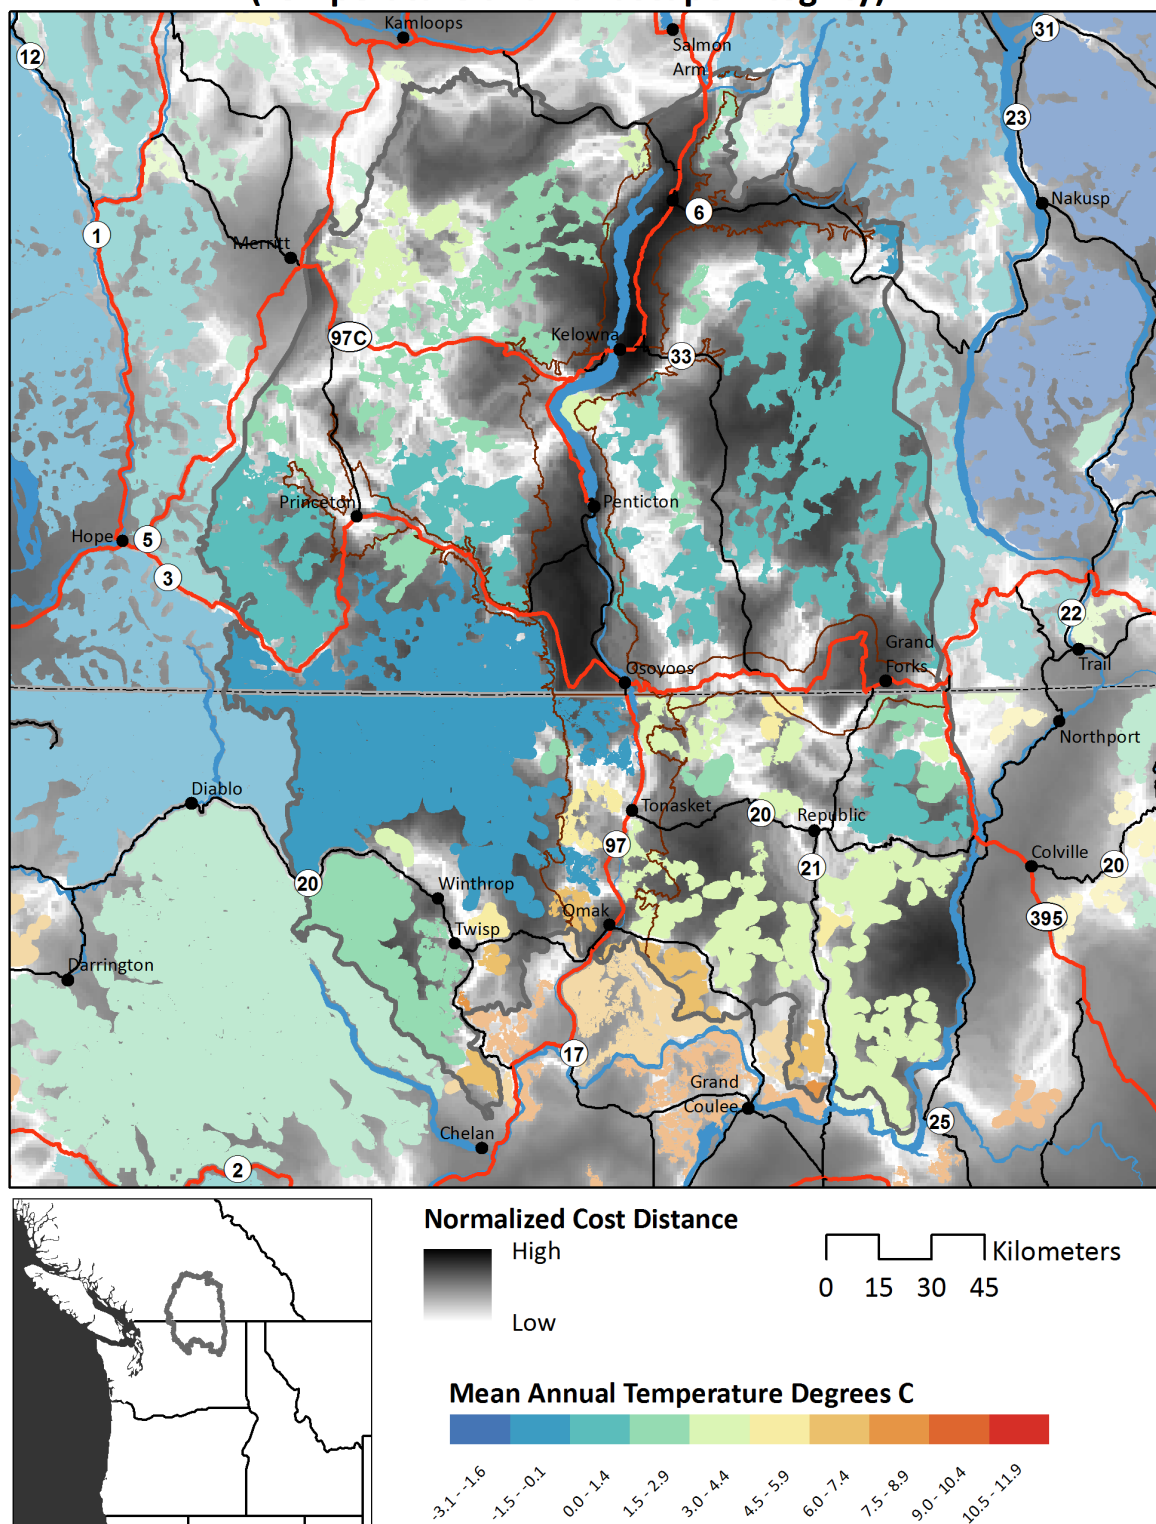 Kamloops
31
12
Salmon
Arm
23
1
6
Nakusp
Merritt
97C
Kelowna
33
Princeton
Penticton
Hope
5
3
22
Grand
Forks
Osoyoos
Trail
Northport
Diablo
Tonasket
20
Republic
97
21
Colville
20
20
Winthrop
395
Omak
Twisp
Darrington
17
Grand
Coulee
25
Chelan
2
Normalized Cost Distance
High
Low
Kilometers
0 15 30 45
Mean Annual Temperature Degrees C
-3.1 - -1.6
-1.5 - -0.1
0.0 - 1.4
1.5 - 2.9
3.0 - 4.4
4.5 - 5.9
6.0 - 7.4
7.5 - 8.9
9.0 - 10.4
10.5 - 11.9